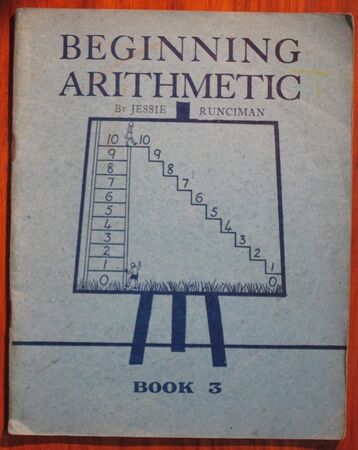 BEGINNING
ARITHMETIC
By JESSIE RUNCIMAN
10 10
9 9
8 8
7 7
6 6
5 5
4 4
3 3
2 2
1 1
0 0
BOOK 3